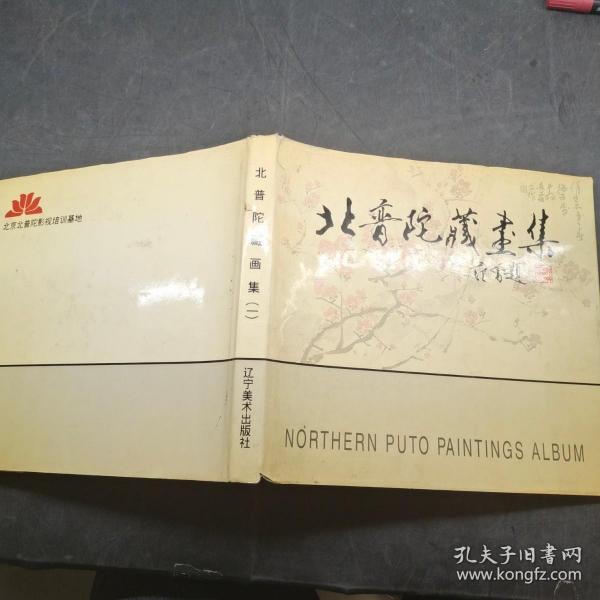 北京北普陀影视培训基地
北普陀藏画集(一)
辽宁美术出版社
北普陀藏画集
NORTHERN PUTO PAINTINGS ALBUM
孔夫子旧书网
www.kongfz.com